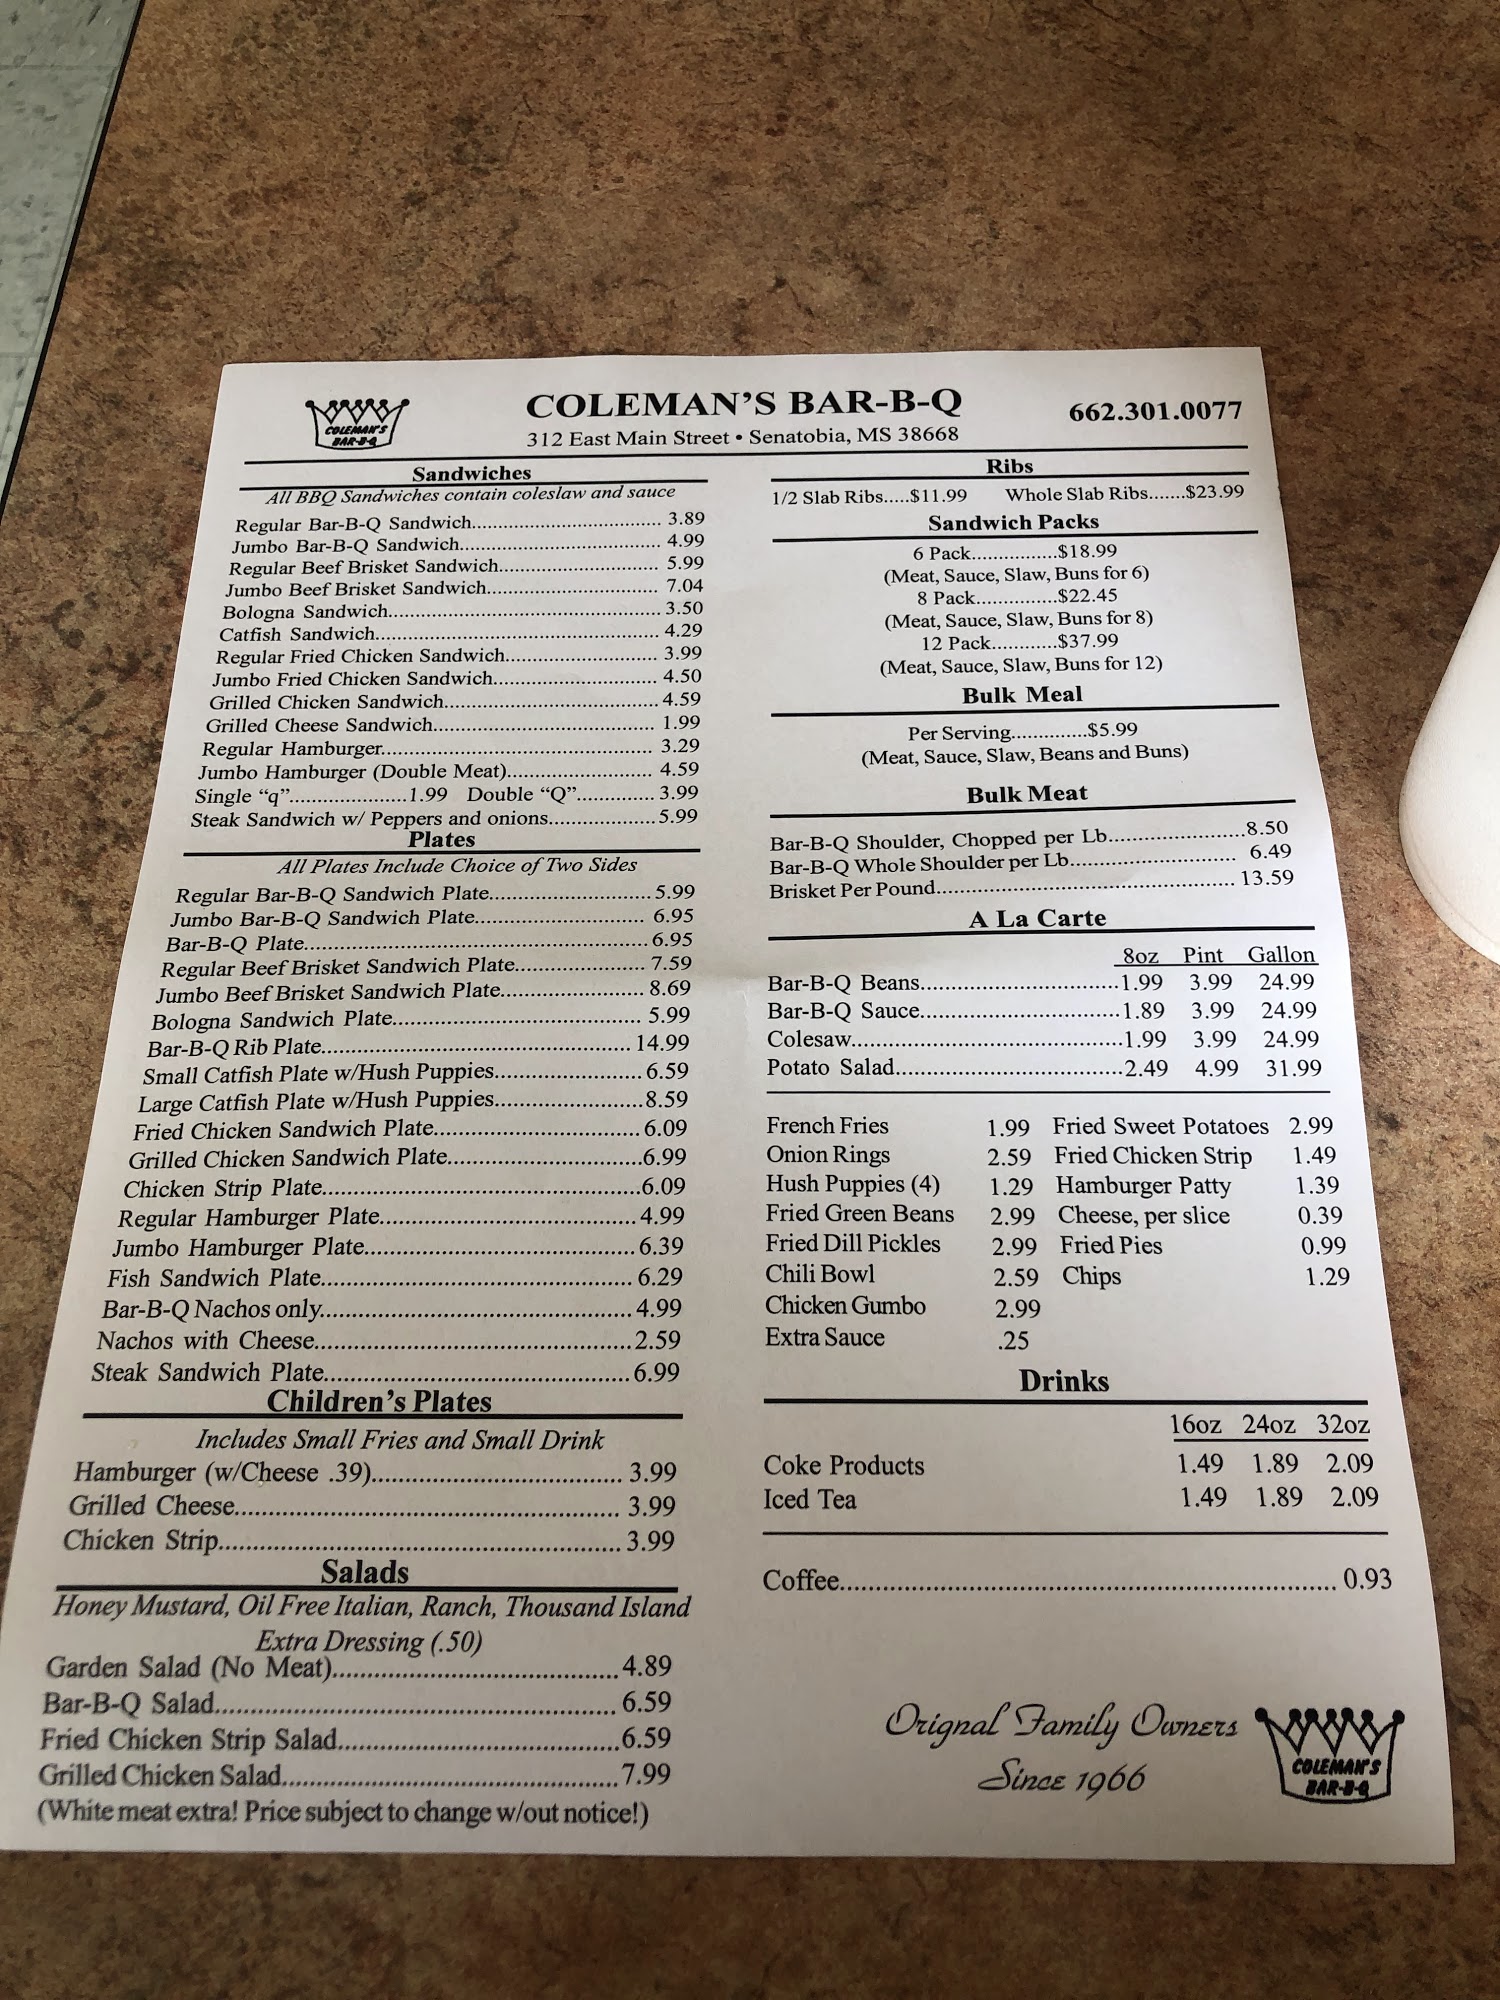 COLEMAN'S
BAR-B-Q
COLEMAN'S BAR-B-Q
312 East Main Street • Senatobia, MS 38668
662.301.0077
Sandwiches
All BBQ Sandwiches contain coleslaw and sauce
Regular Bar-B-Q Sandwich 3.89
Jumbo Bar-B-Q Sandwich 4.99
Regular Beef Brisket Sandwich 5.99
Jumbo Beef Brisket Sandwich 7.04
Bologna Sandwich 3.50
Catfish Sandwich 4.29
Regular Fried Chicken Sandwich 3.99
Jumbo Fried Chicken Sandwich 4.50
Grilled Chicken Sandwich 4.59
Grilled Cheese Sandwich 1.99
Regular Hamburger 3.29
Jumbo Hamburger (Double Meat) 4.59
Single “q” 1.99 Double “Q” 3.99
Steak Sandwich w/ Peppers and onions 5.99
Plates
All Plates Include Choice of Two Sides
Regular Bar-B-Q Sandwich Plate 5.99
Jumbo Bar-B-Q Sandwich Plate 6.95
Bar-B-Q Plate 6.95
Regular Beef Brisket Sandwich Plate 7.59
Jumbo Beef Brisket Sandwich Plate 8.69
Bologna Sandwich Plate 5.99
Bar-B-Q Rib Plate 14.99
Small Catfish Plate w/Hush Puppies 6.59
Large Catfish Plate w/Hush Puppies 8.59
Fried Chicken Sandwich Plate 6.09
Grilled Chicken Sandwich Plate 6.99
Chicken Strip Plate 6.09
Regular Hamburger Plate 4.99
Jumbo Hamburger Plate 6.39
Fish Sandwich Plate 6.29
Bar-B-Q Nachos only 4.99
Nachos with Cheese 2.59
Steak Sandwich Plate 6.99
Children's Plates
Includes Small Fries and Small Drink
Hamburger (w/Cheese .39) 3.99
Grilled Cheese 3.99
Chicken Strip 3.99
Salads
Honey Mustard, Oil Free Italian, Ranch, Thousand Island
Extra Dressing (.50)
Garden Salad (No Meat) 4.89
Bar-B-Q Salad 6.59
Fried Chicken Strip Salad 6.59
Grilled Chicken Salad 7.99
(White meat extra! Price subject to change w/out notice!)
Ribs
1/2 Slab Ribs.....$11.99 Whole Slab Ribs.......$23.99
Sandwich Packs
6 Pack $18.99
(Meat, Sauce, Slaw, Buns for 6)
8 Pack $22.45
(Meat, Sauce, Slaw, Buns for 8)
12 Pack $37.99
(Meat, Sauce, Slaw, Buns for 12)
Bulk Meal
Per Serving $5.99
(Meat, Sauce, Slaw, Beans and Buns)
Bulk Meat
Bar-B-Q Shoulder, Chopped per Lb 8.50
Bar-B-Q Whole Shoulder per Lb 6.49
Brisket Per Pound 13.59
A La Carte
8oz Pint Gallon
Bar-B-Q Beans 1.99 3.99 24.99
Bar-B-Q Sauce 1.89 3.99 24.99
Colesaw 1.99 3.99 24.99
Potato Salad 2.49 4.99 31.99
French Fries 1.99 Fried Sweet Potatoes 2.99
Onion Rings 2.59 Fried Chicken Strip 1.49
Hush Puppies (4) 1.29 Hamburger Patty 1.39
Fried Green Beans 2.99 Cheese, per slice 0.39
Fried Dill Pickles 2.99 Fried Pies 0.99
Chili Bowl 2.59 Chips 1.29
Chicken Gumbo 2.99
Extra Sauce .25
Drinks
16oz 24oz 32oz
Coke Products 1.49 1.89 2.09
Iced Tea 1.49 1.89 2.09
Coffee 0.93
Orignal Family Owners
Since 1966
COLEMAN'S
BAR-B-Q